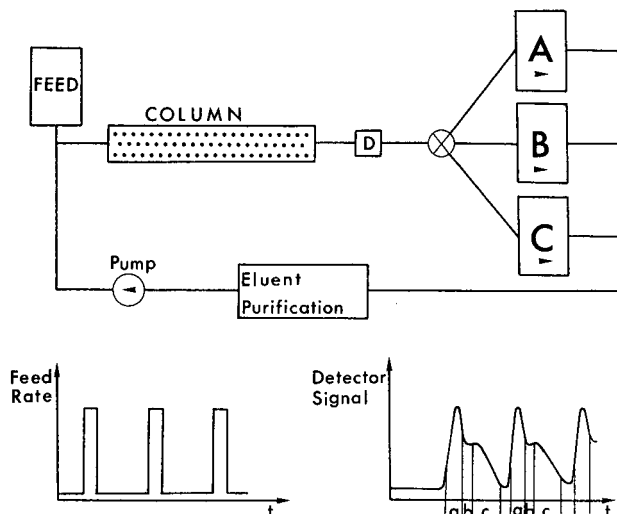 FEED
COLUMN
D
A
B
C
Pump
Eluent
Purification
Feed
Rate
t
Detector
Signal
a b c a b c t